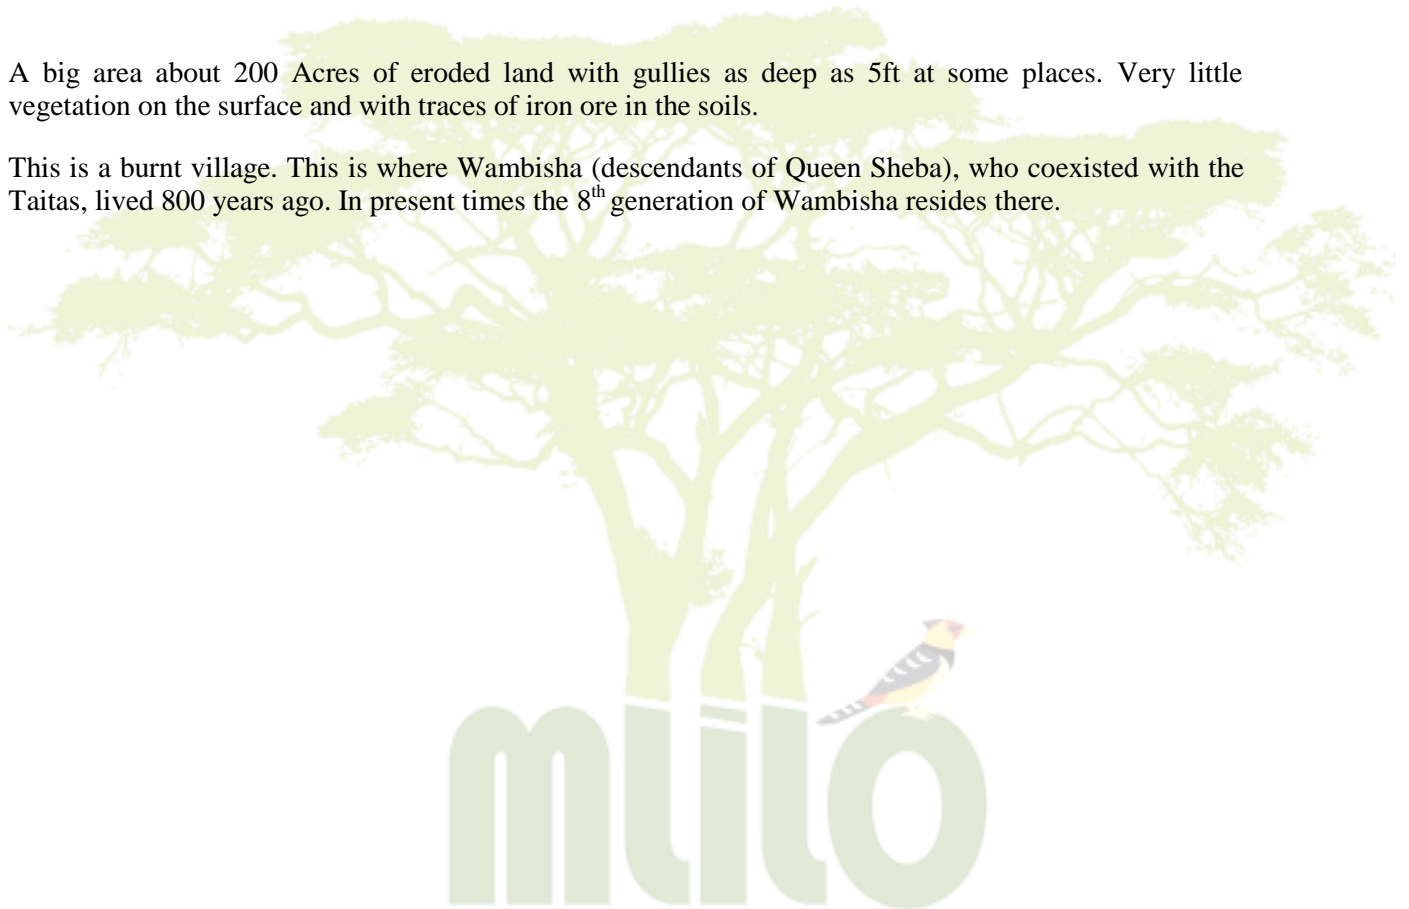 A big area about 200 Acres of eroded land with gullies as deep as 5ft at some places. Very little
vegetation on the surface and with traces of iron ore in the soils.
This is a burnt village. This is where Wambisha (descendants of Queen Sheba), who coexisted with the
Taitas, lived 800 years ago. In present times the 8th generation of Wambisha resides there.
mlilo